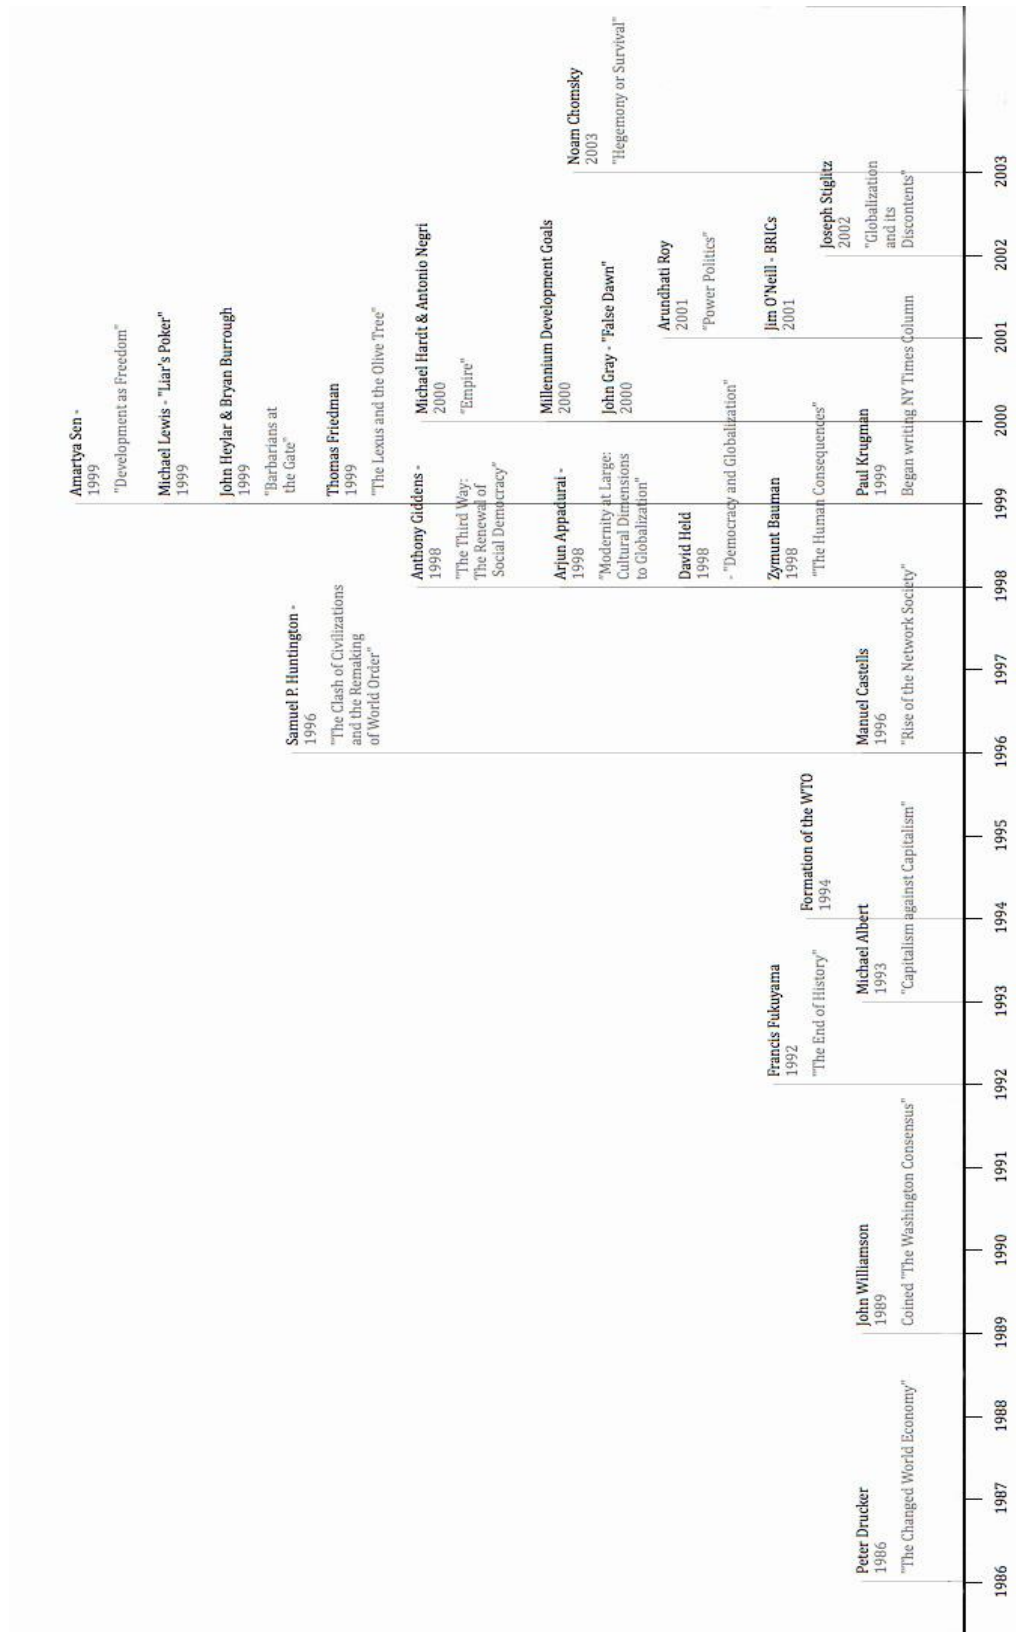 Peter Drucker
1986
"The Changed World Economy"
John Williamson
1989
Coined "The Washington Consensus"
Francis Fukuyama
1992
"The End of History"
Michael Albert
1993
"Capitalism against Capitalism"
Formation of the WTO
1994
Samuel P. Huntington -
1996
"The Clash of Civilizations
and the Remaking
of World Order"
Manuel Castells
1996
"Rise of the Network Society"
Anthony Giddens -
1998
"The Third Way:
The Renewal of
Social Democracy"
Arjun Appadurai -
1998
"Modernity at Large:
Cultural Dimensions
to Globalization"
David Held
1998
- "Democracy and Globalization"
Zymunt Bauman
1998
"The Human Consequences"
Amartya Sen -
1999
"Development as Freedom"
Michael Lewis - "Liar's Poker"
1999
John Heylar & Bryan Burrough
1999
"Barbarians at
the Gate"
Thomas Friedman
1999
"The Lexus and the Olive Tree"
Paul Krugman
1999
Began writing NY Times Column
Michael Hardt & Antonio Negri
2000
"Empire"
Millennium Development Goals
2000
John Gray - "False Dawn"
2000
Arundhati Roy
2001
"Power Politics"
Jim O'Neill - BRICs
2001
Joseph Stiglitz
2002
"Globalization
and its
Discontents"
Noam Chomsky
2003
"Hegemony or Survival"
1986 1987 1988 1989 1990 1991 1992 1993 1994 1995 1996 1997 1998 1999 2000 2001 2002 2003